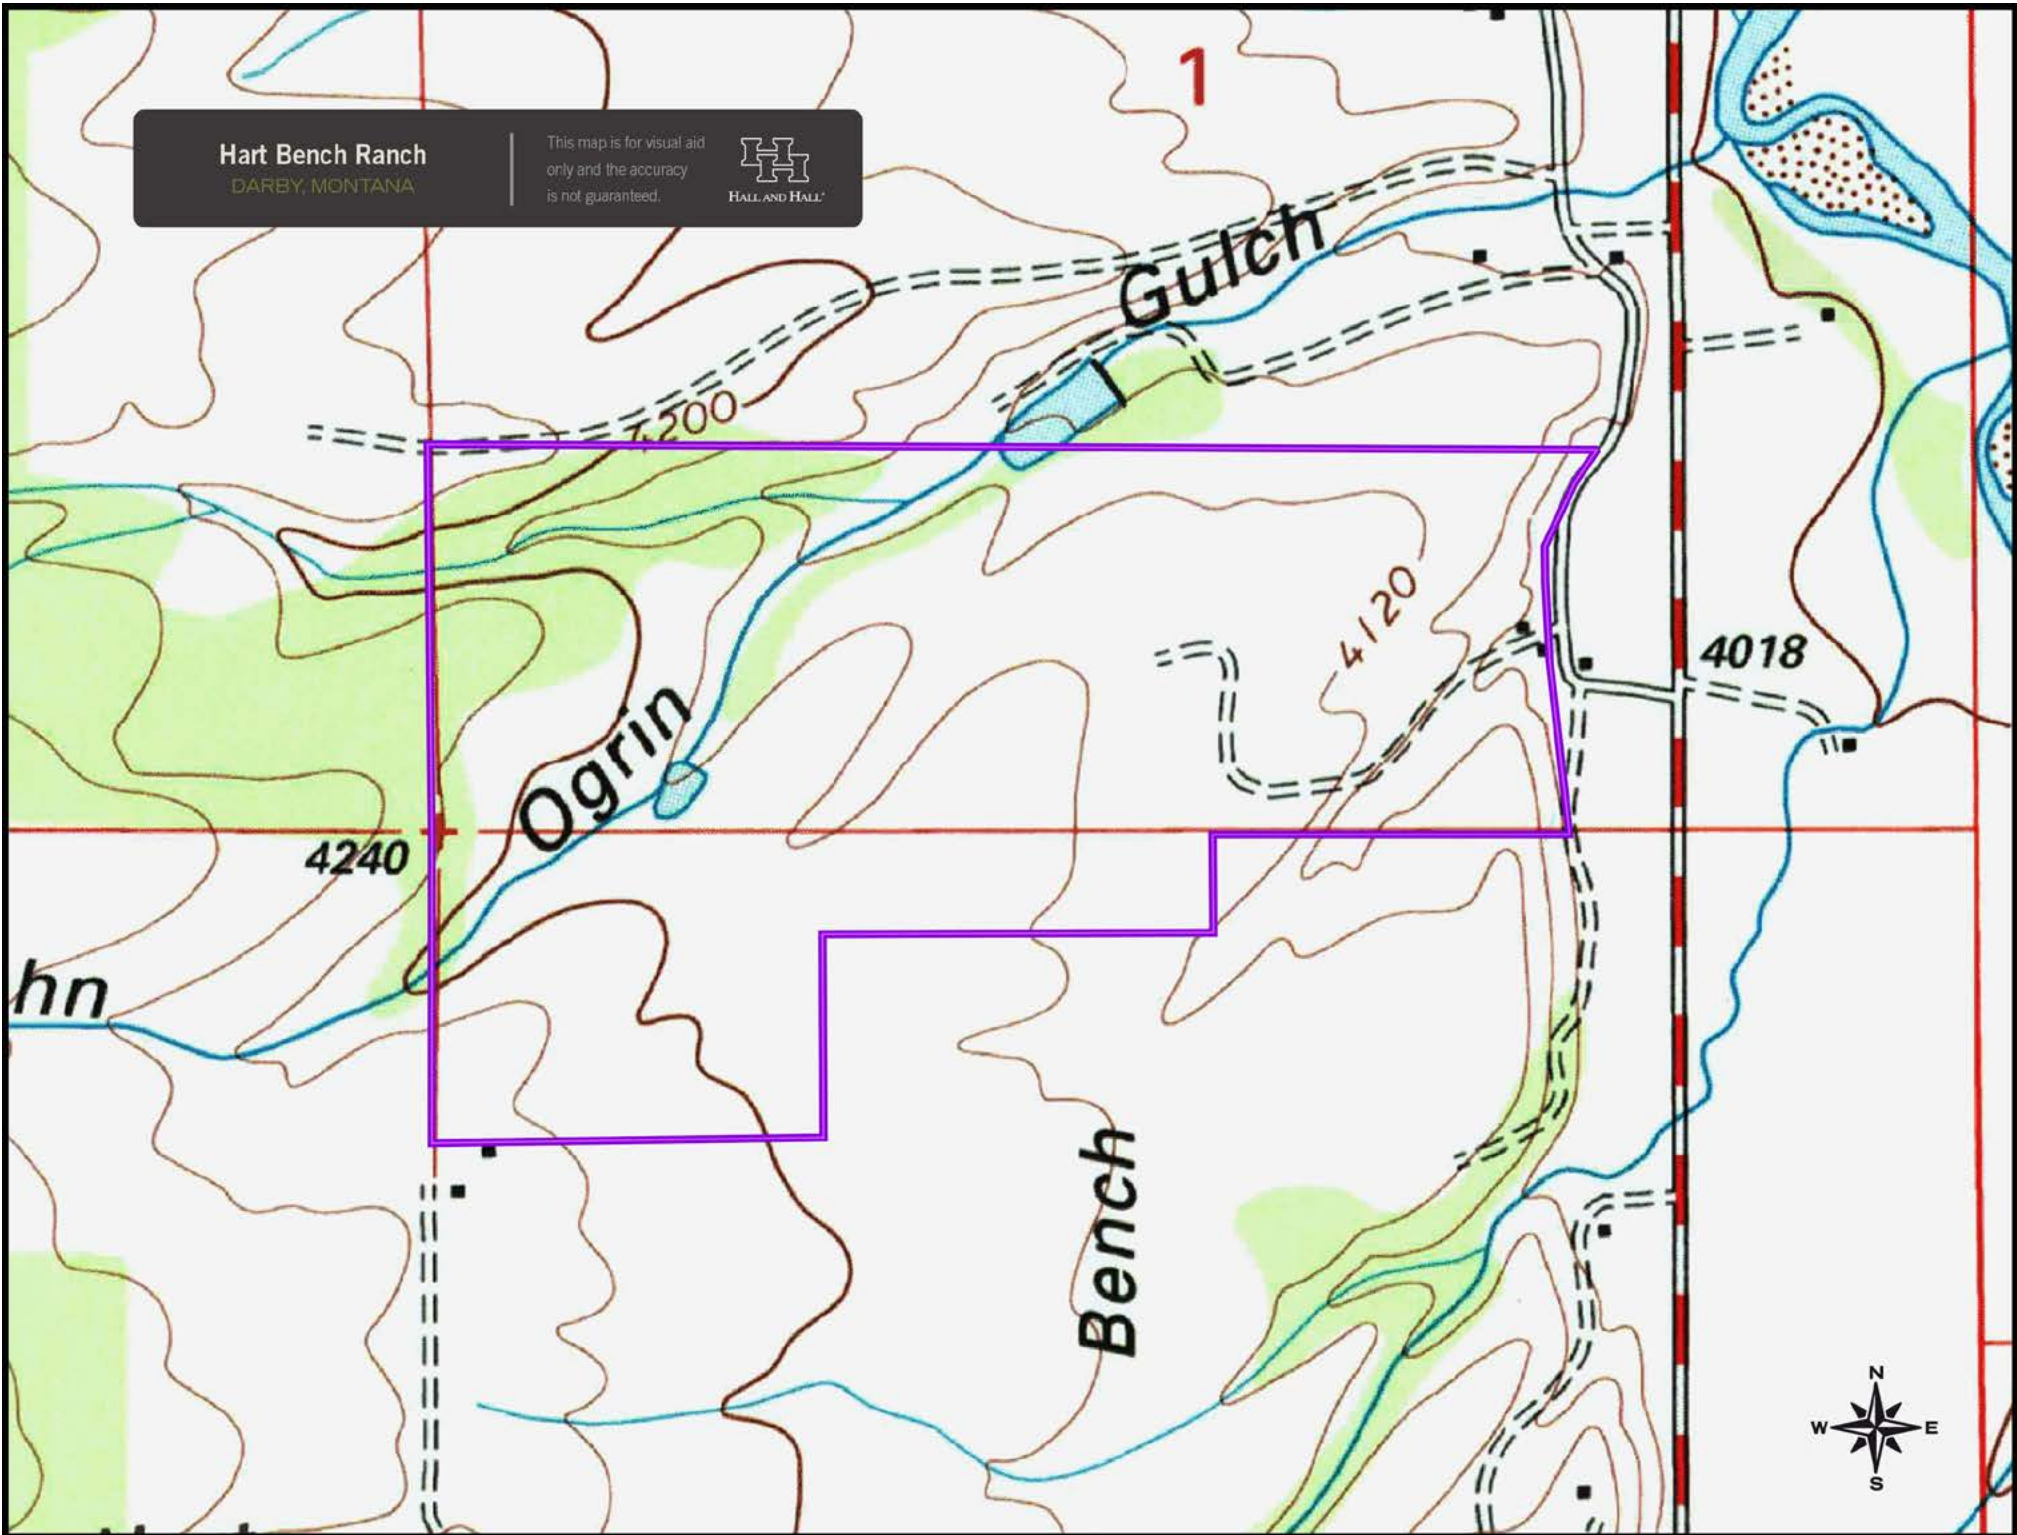 1
Hart Bench Ranch
DARBY, MONTANA
This map is for visual aid
only and the accuracy
is not guaranteed.
HALL AND HALL®
Gulch
4200
4120
4018
Ogrin
4240
hn
Bench
N
W
E
S